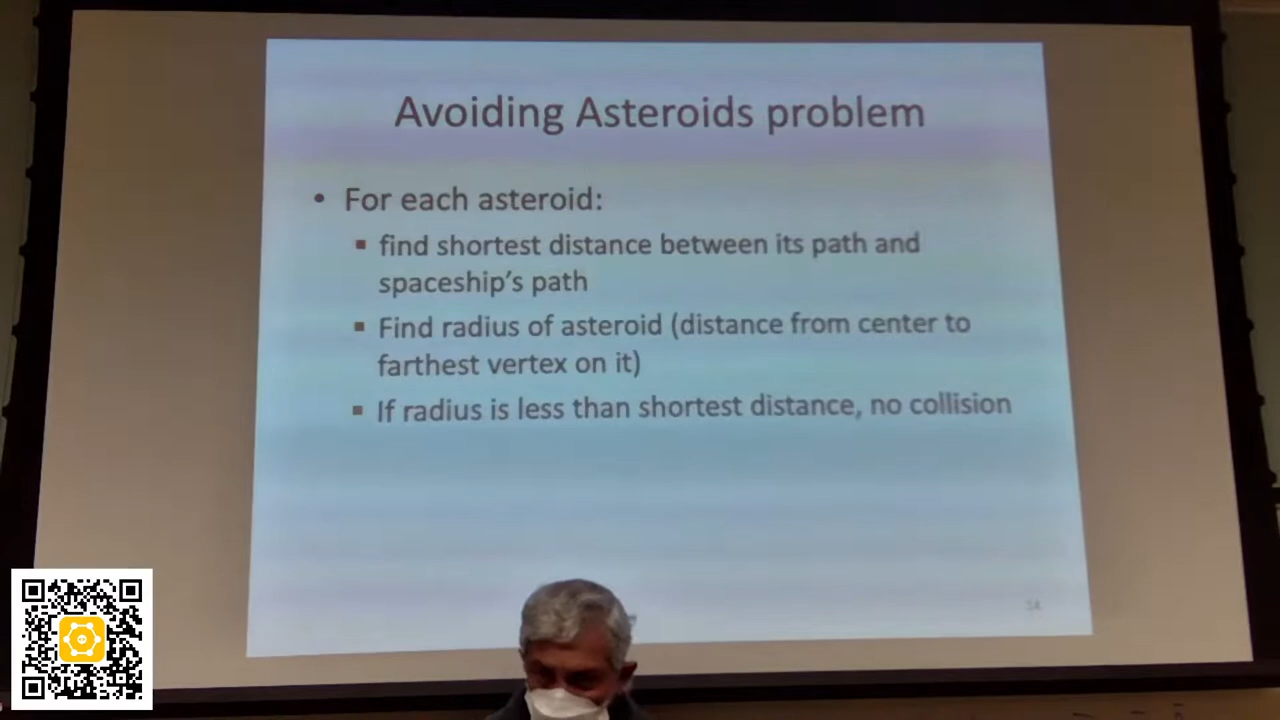 Avoiding Asteroids problem
• For each asteroid:
▪ find shortest distance between its path and
spaceship's path
▪ Find radius of asteroid (distance from center to
farthest vertex on it)
▪ If radius is less than shortest distance, no collision